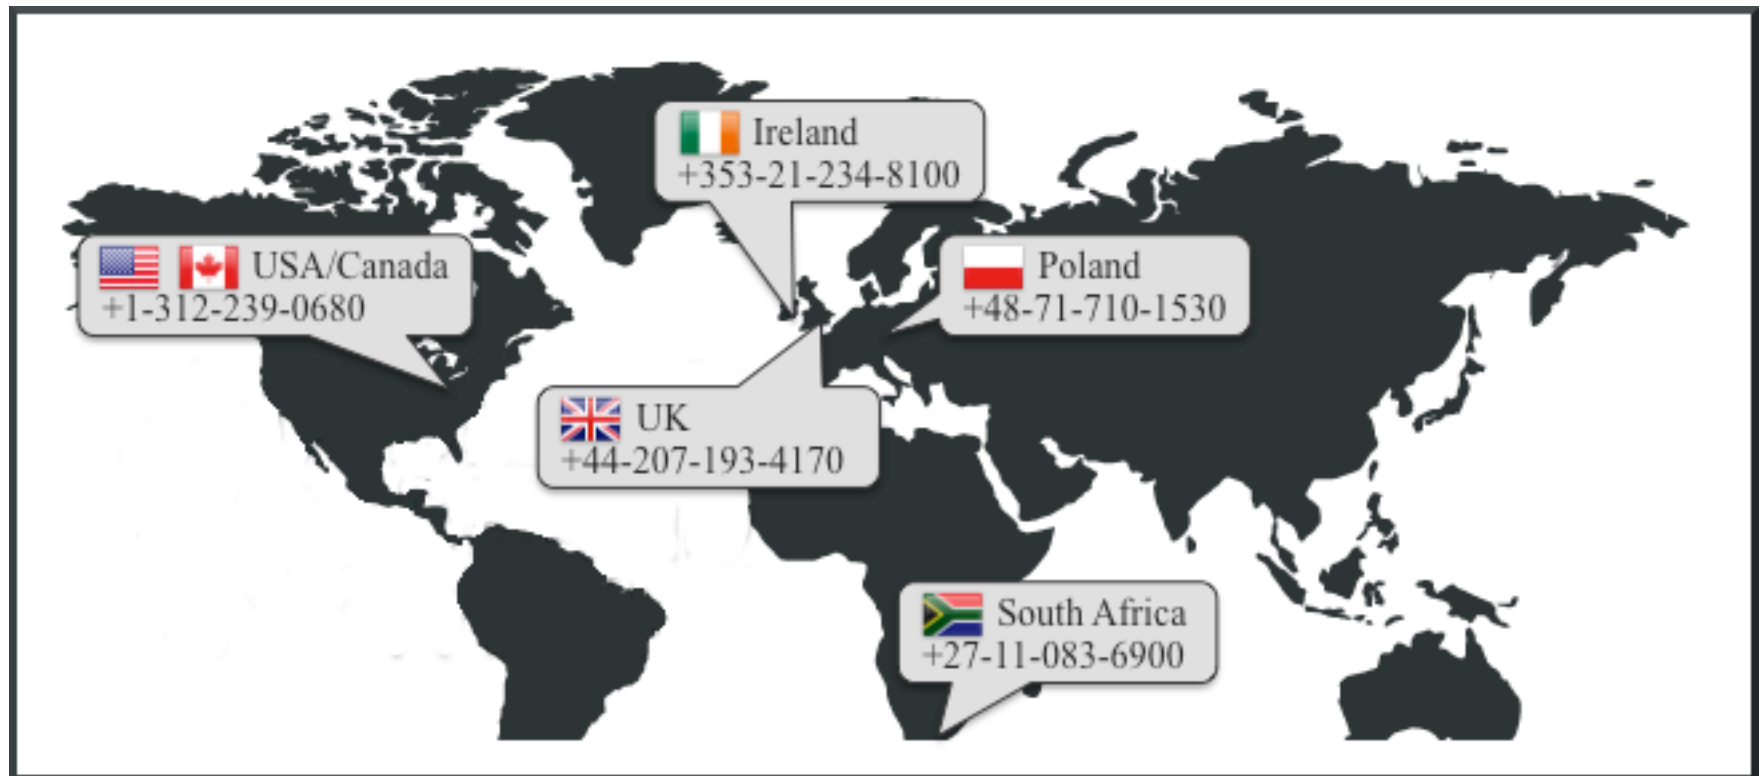 Ireland
+353-21-234-8100
USA/Canada
+1-312-239-0680
Poland
+48-71-710-1530
UK
+44-207-193-4170
South Africa
+27-11-083-6900